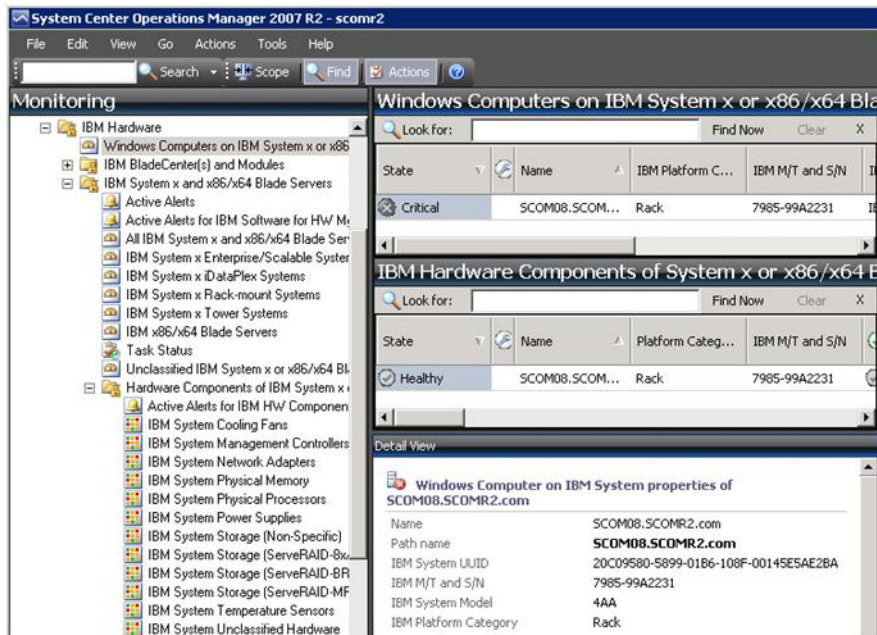 System Center Operations Manager 2007 R2 - scomr2
File Edit View Go Actions Tools Help
Search Scope Find Actions
Monitoring
IBM Hardware
Windows Computers on IBM System x or x86
IBM BladeCenter(s) and Modules
IBM System x and x86/x64 Blade Servers
Active Alerts
Active Alerts for IBM Software for HW M
All IBM System x and x86/x64 Blade Ser
IBM System x Enterprise/Scalable System
IBM System x iDataPlex Systems
IBM System x Rack-mount Systems
IBM System x Tower Systems
IBM x86/x64 Blade Servers
Task Status
Unclassified IBM System x or x86/x64 Bl
Hardware Components of IBM System x
Active Alerts for IBM HW Componen
IBM System Cooling Fans
IBM System Management Controllers
IBM System Network Adapters
IBM System Physical Memory
IBM System Physical Processors
IBM System Power Supplies
IBM System Storage (Non-Specific)
IBM System Storage (ServeRAID-8x
IBM System Storage (ServeRAID-BR
IBM System Storage (ServeRAID-MR
IBM System Temperature Sensors
IBM System Unclassified Hardware
Windows Computers on IBM System x or x86/x64 Bla
Look for: Find Now Clear X
State Name IBM Platform C... IBM M/T and S/N
Critical SCOM08.SCOM... Rack 7985-99A2231
IBM Hardware Components of System x or x86/x64 B
Look for: Find Now Clear X
State Name Platform Categ... IBM M/T and S/N
Healthy SCOM08.SCOM... Rack 7985-99A2231
Detail View
Windows Computer on IBM System properties of
SCOM08.SCOMR2.com
Name SCOM08.SCOMR2.com
Path name SCOM08.SCOMR2.com
IBM System UUID 20C09580-5899-01B6-108F-00145E5AE2BA
IBM M/T and S/N 7985-99A2231
IBM System Model 4AA
IBM Platform Category Rack